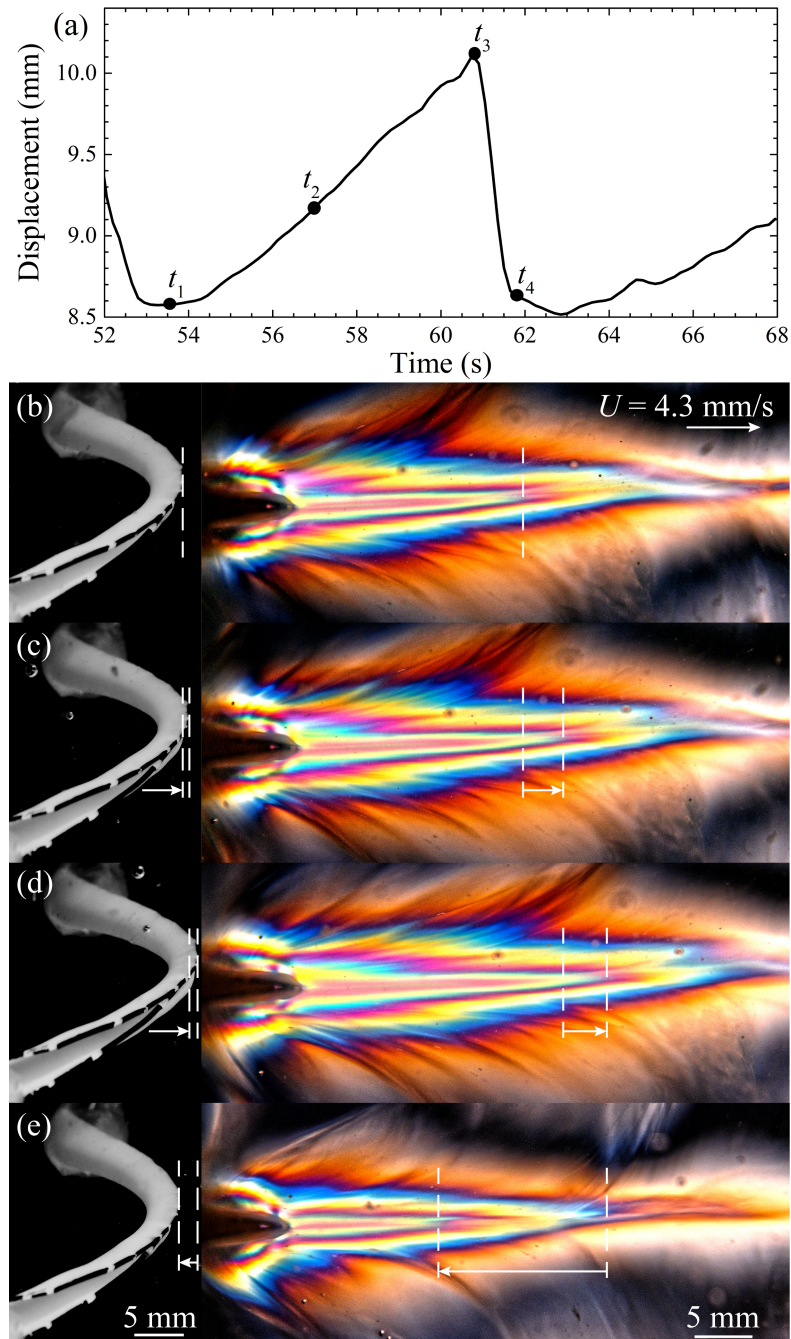 (a)
t₁
t₂
t₃
t₄
Displacement (mm)
10.0
9.5
9.0
8.5
52 54 56 58 60 62 64 66 68
Time (s)
(b)
U = 4.3 mm/s
(c)
(d)
(e)
5 mm
5 mm